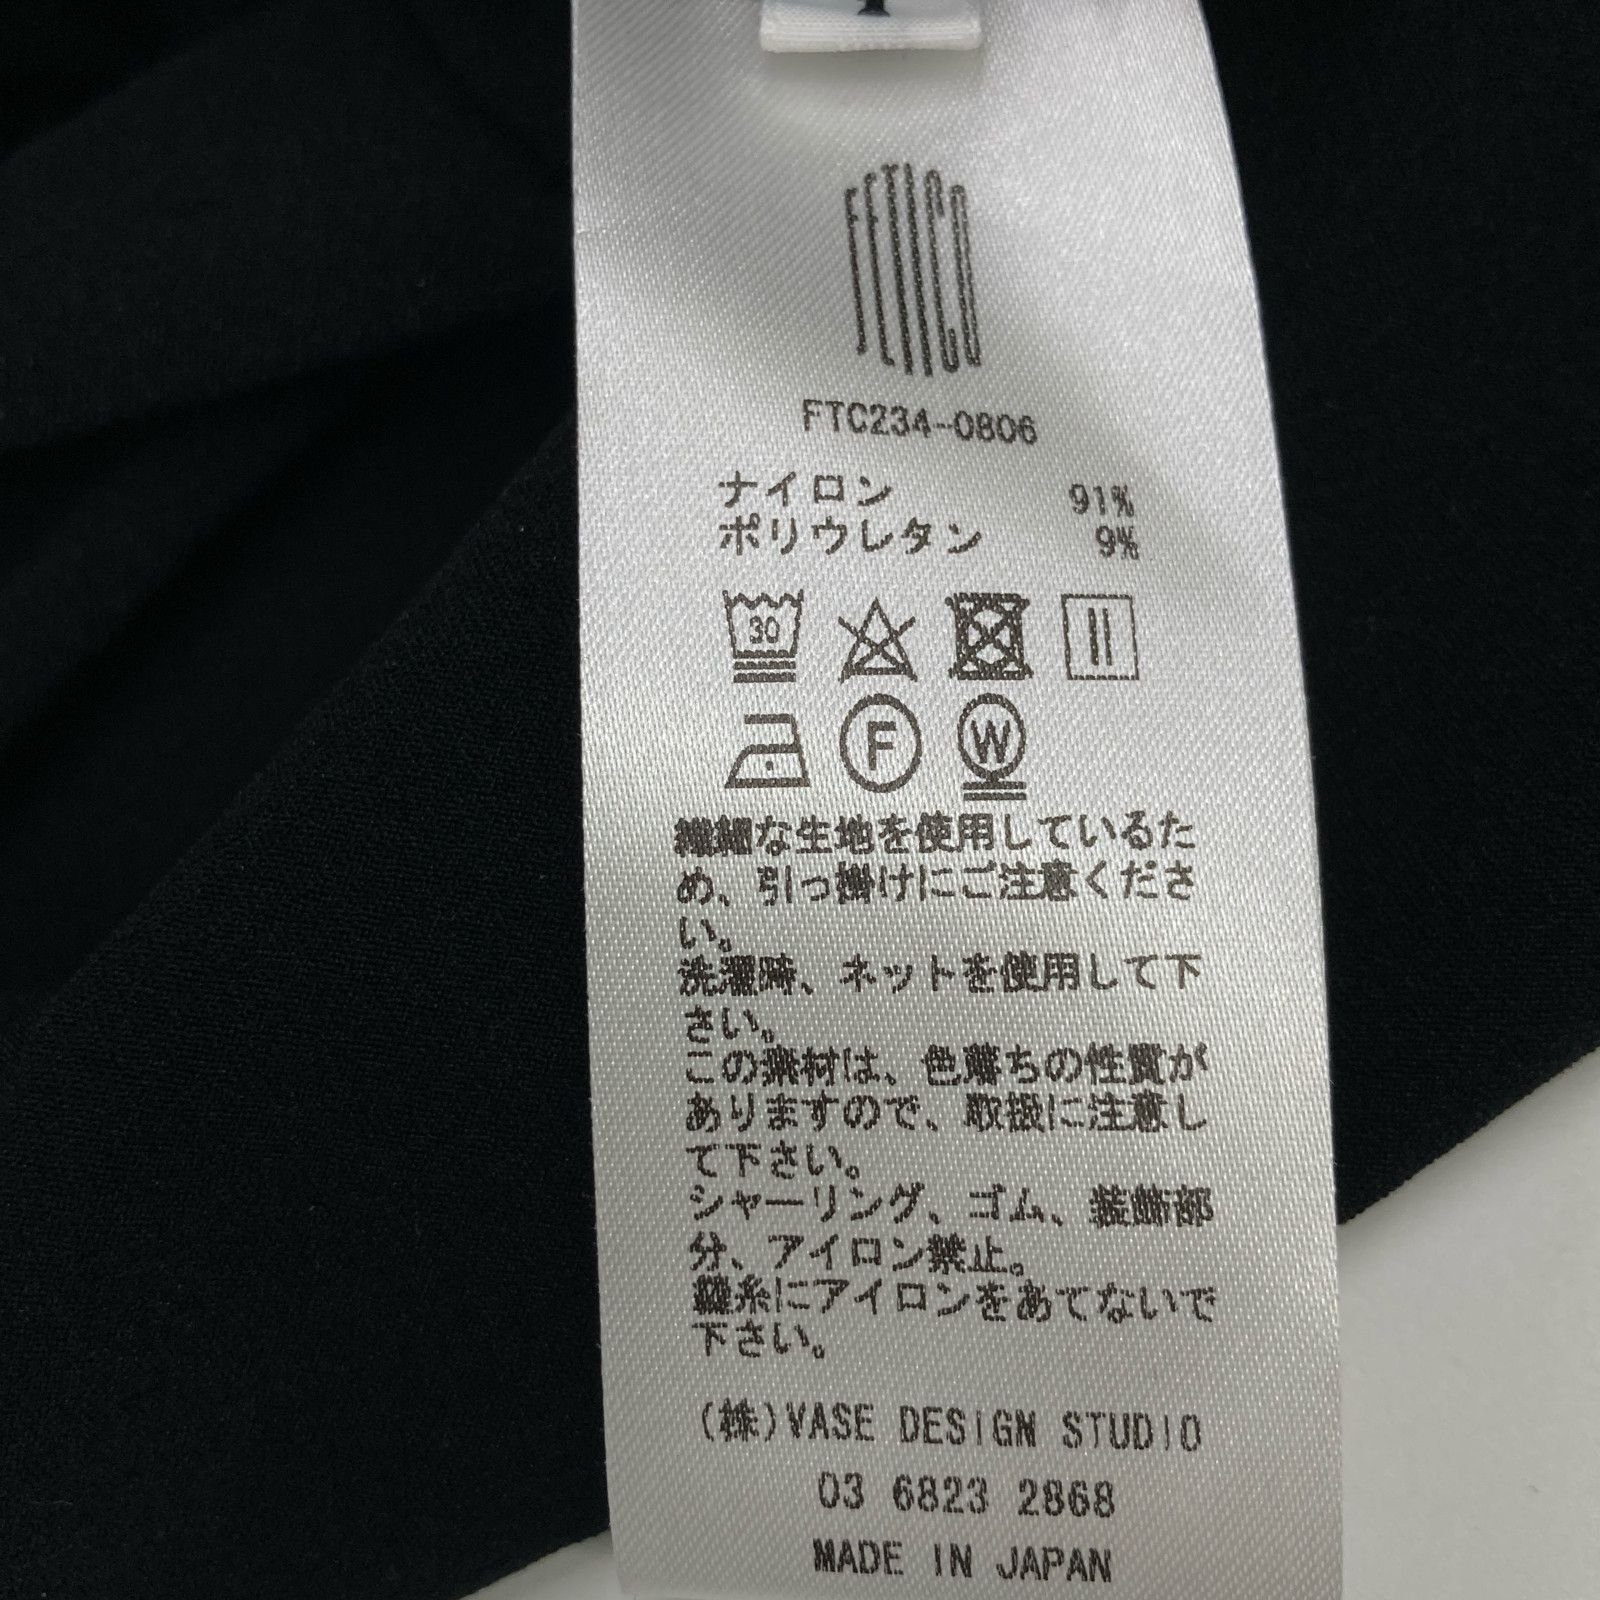 FETICO
FTC234-0806
ナイロン 91%
ポリウレタン 9%
30
F W
繊細な生地を使用しているた
め、引っ掛けにご注意くださ
い。
洗濯時、ネットを使用して下
さい。
この素材は、色落ちの性質が
ありますので、取扱に注意し
て下さい。
シャーリング、ゴム、装飾部
分、アイロン禁止。
縫糸にアイロンをあてないで
下さい。
(株)VASE DESIGN STUDIO
03 6823 2868
MADE IN JAPAN